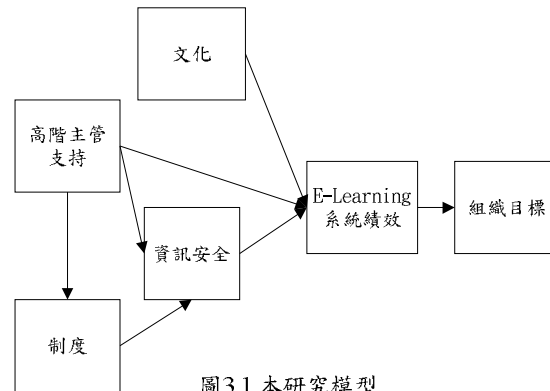 文化
高階主管
支持
E-Learning
系統績效
組織目標
資訊安全
制度
圖3.1 本研究模型